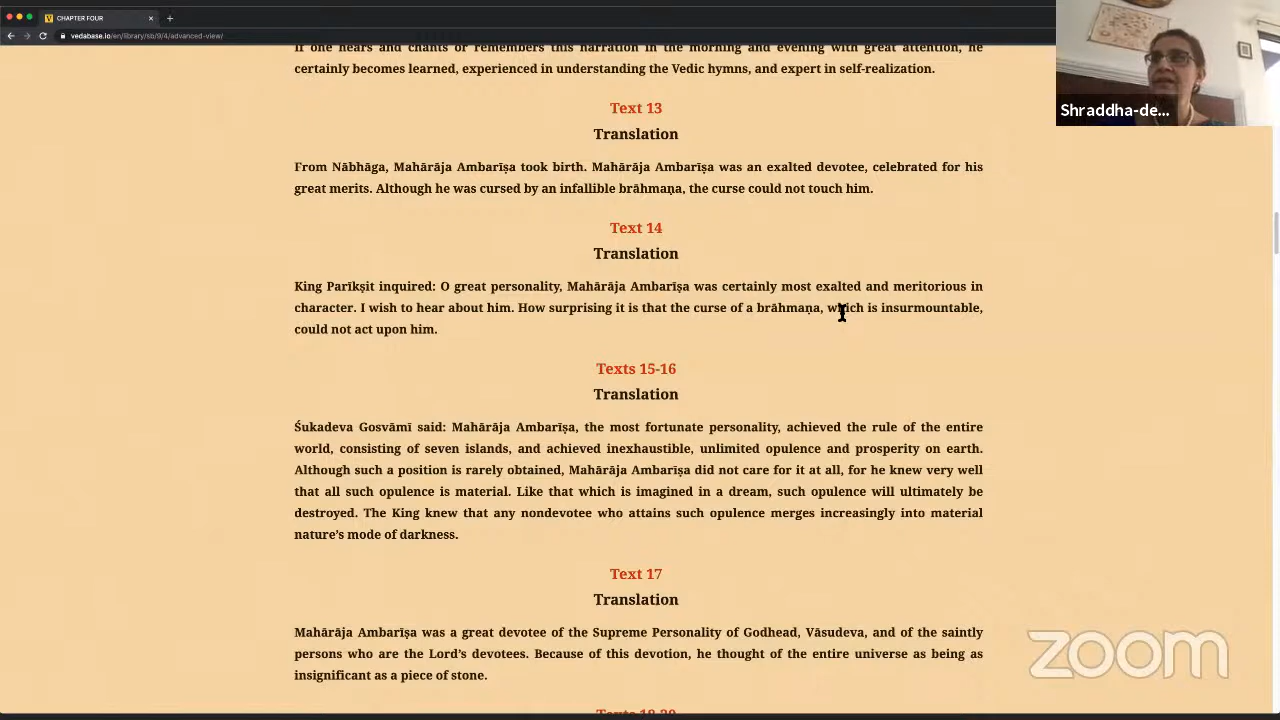 CHAPTER FOUR
vedabase.io/en/library/sb/9/4/advanced-view/
If one hears and chants or remembers this narration in the morning and evening with great attention, he
certainly becomes learned, experienced in understanding the Vedic hymns, and expert in self-realization.
Text 13
Translation
From Nābhāga, Mahārāja Ambarīṣa took birth. Mahārāja Ambarīṣa was an exalted devotee, celebrated for his
great merits. Although he was cursed by an infallible brāhmaṇa, the curse could not touch him.
Text 14
Translation
King Parīkṣit inquired: O great personality, Mahārāja Ambarīṣa was certainly most exalted and meritorious in
character. I wish to hear about him. How surprising it is that the curse of a brāhmaṇa, which is insurmountable,
could not act upon him.
Texts 15-16
Translation
Śukadeva Gosvāmī said: Mahārāja Ambarīṣa, the most fortunate personality, achieved the rule of the entire
world, consisting of seven islands, and achieved inexhaustible, unlimited opulence and prosperity on earth.
Although such a position is rarely obtained, Mahārāja Ambarīṣa did not care for it at all, for he knew very well
that all such opulence is material. Like that which is imagined in a dream, such opulence will ultimately be
destroyed. The King knew that any nondevotee who attains such opulence merges increasingly into material
nature's mode of darkness.
Text 17
Translation
Mahārāja Ambarīṣa was a great devotee of the Supreme Personality of Godhead, Vāsudeva, and of the saintly
persons who are the Lord's devotees. Because of this devotion, he thought of the entire universe as being as
insignificant as a piece of stone.
Texts 18-20
Shraddha-de...
zoom